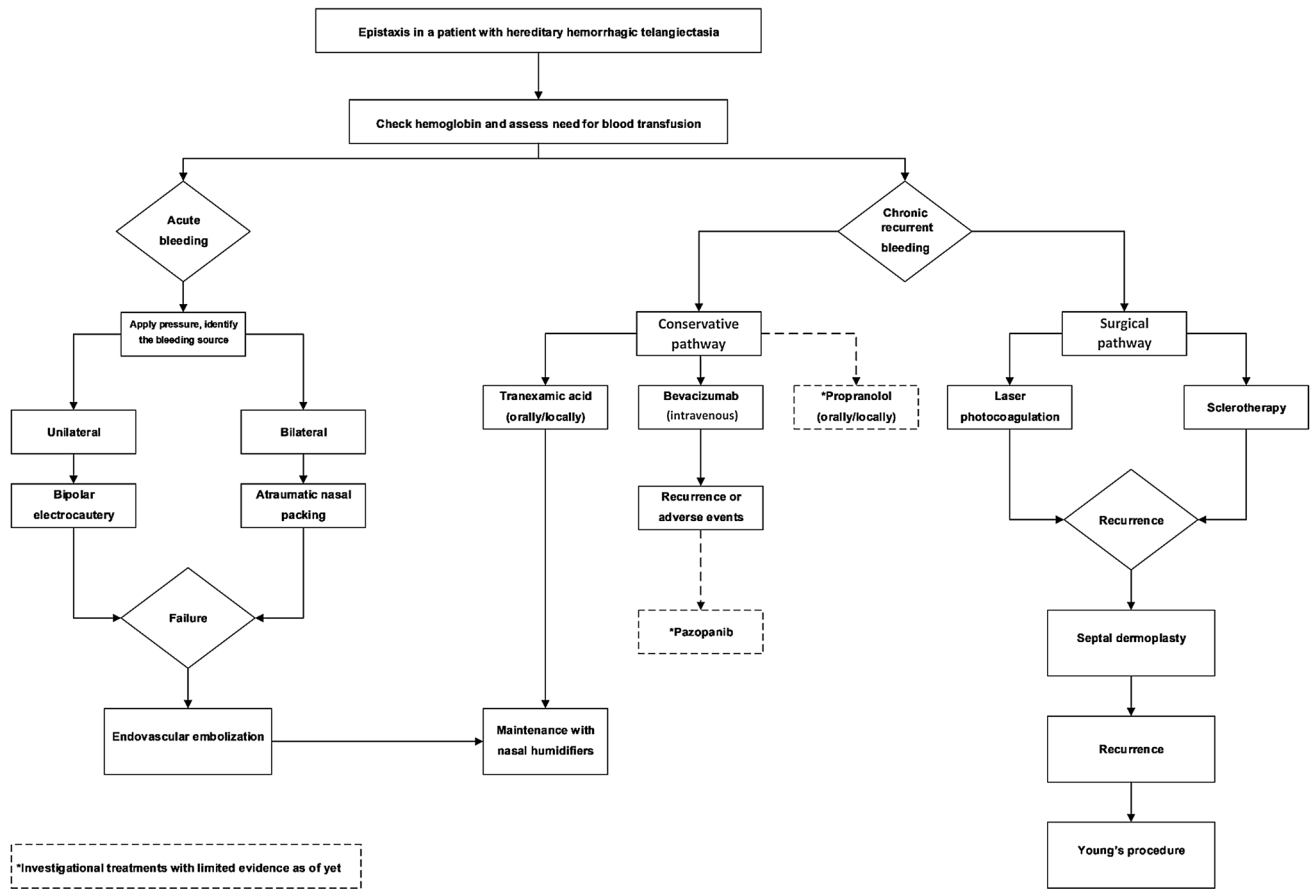 Epistaxis in a patient with hereditary hemorrhagic telangiectasia
Check hemoglobin and assess need for blood transfusion
Acute
bleeding
Chronic
recurrent
bleeding
Apply pressure, identify
the bleeding source
Conservative
pathway
Surgical
pathway
Unilateral
Bilateral
Tranexamic acid
(orally/locally)
Bevacizumab
(intravenous)
*Propranolol
(orally/locally)
Laser
photocoagulation
Sclerotherapy
Bipolar
electrocautery
Atraumatic nasal
packing
Recurrence or
adverse events
Recurrence
Failure
*Pazopanib
Septal dermoplasty
Endovascular embolization
Maintenance with
nasal humidifiers
Recurrence
Young's procedure
*Investigational treatments with limited evidence as of yet